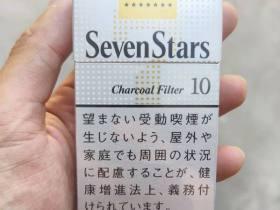 SevenStars
Charcoal Filter 10
望まない受動喫煙が
生じないよう、屋外や
家庭でも周囲の状況
に配慮することが、健
康増進法上、義務付
けられています。